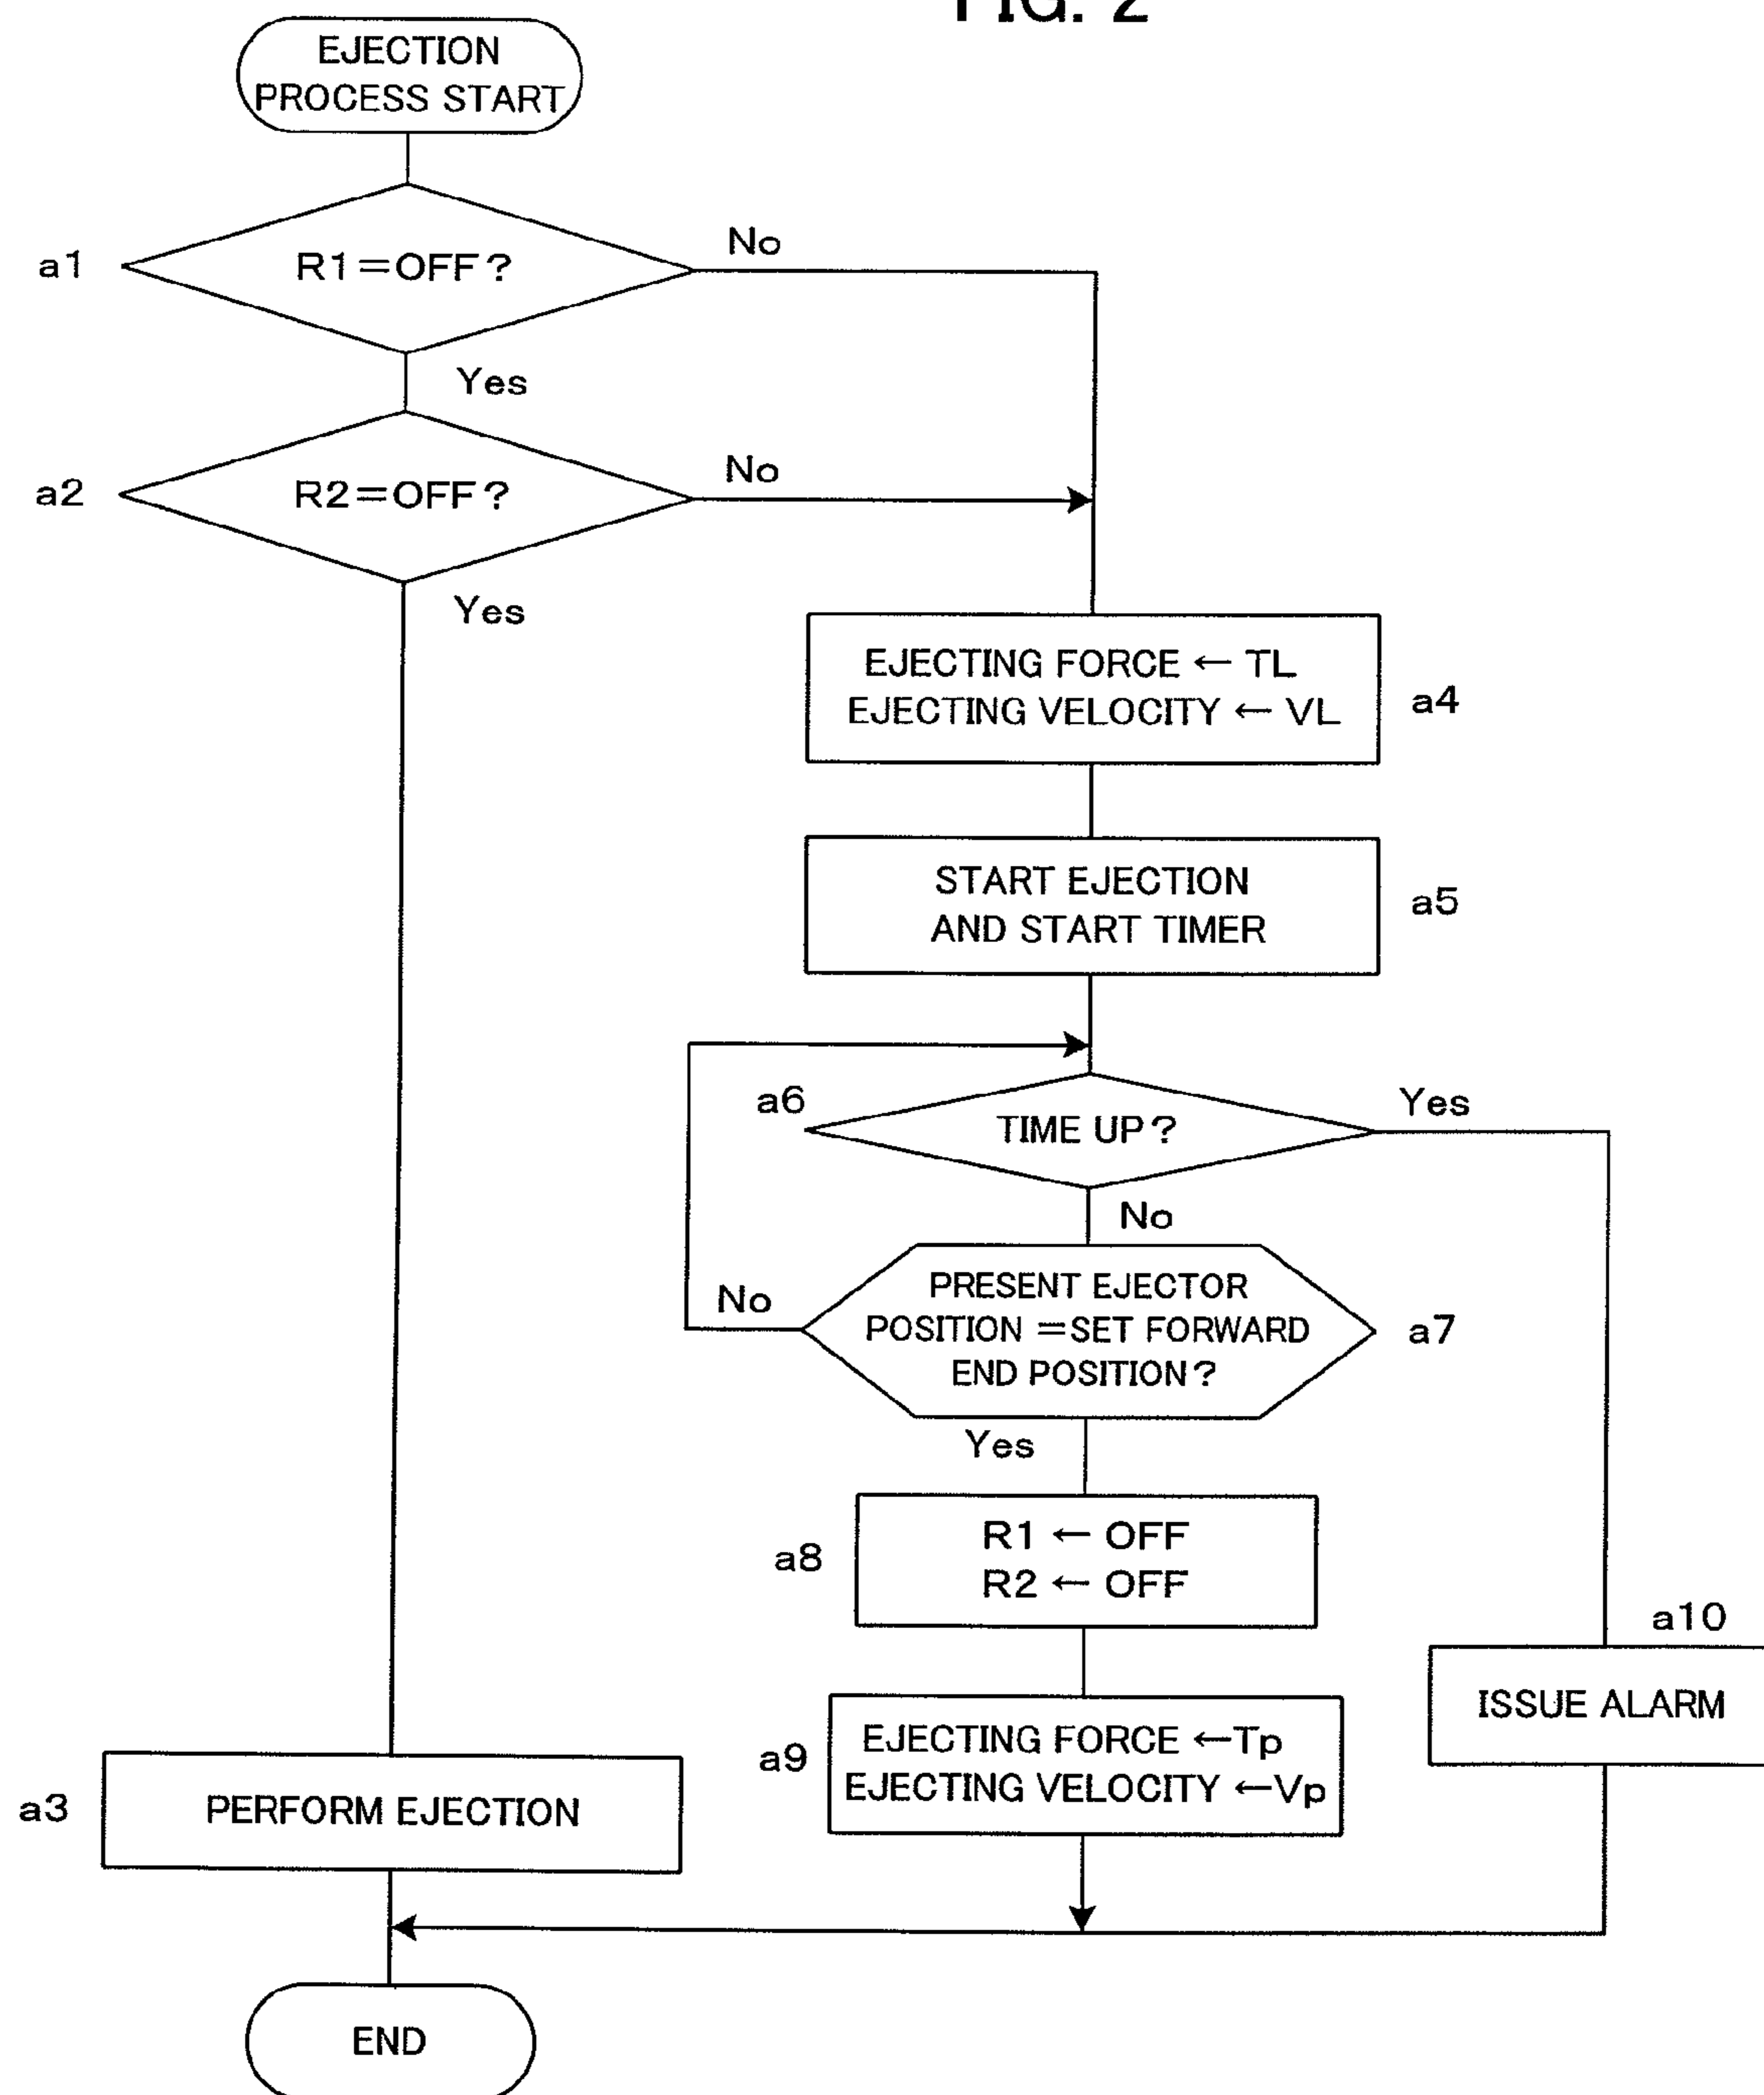 FIG. 2
EJECTION
PROCESS START
a1
R1=OFF?
No
Yes
a2
R2=OFF?
No
Yes
EJECTING FORCE ← TL
EJECTING VELOCITY ← VL
a4
START EJECTION
AND START TIMER
a5
a6
TIME UP?
Yes
No
No
PRESENT EJECTOR
POSITION =SET FORWARD
END POSITION?
a7
Yes
a8
R1 ← OFF
R2 ← OFF
a10
ISSUE ALARM
a9
EJECTING FORCE ←Tp
EJECTING VELOCITY ←Vp
a3
PERFORM EJECTION
END